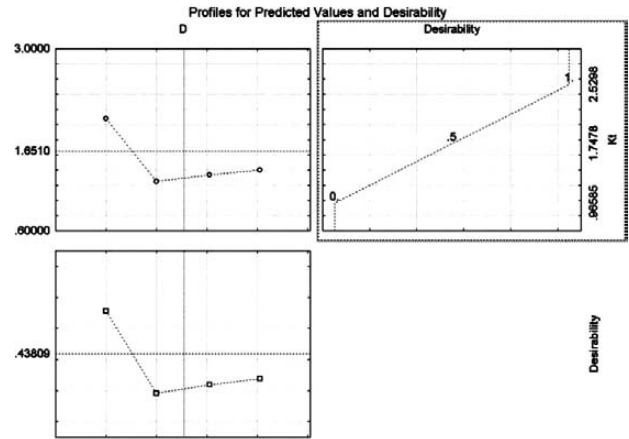 Profiles for Predicted Values and Desirability
D
Desirability
3.0000
1.6510
.60000
1
.5
0
2.5298
1.7478
.96585
Kt
.43809
Desirability